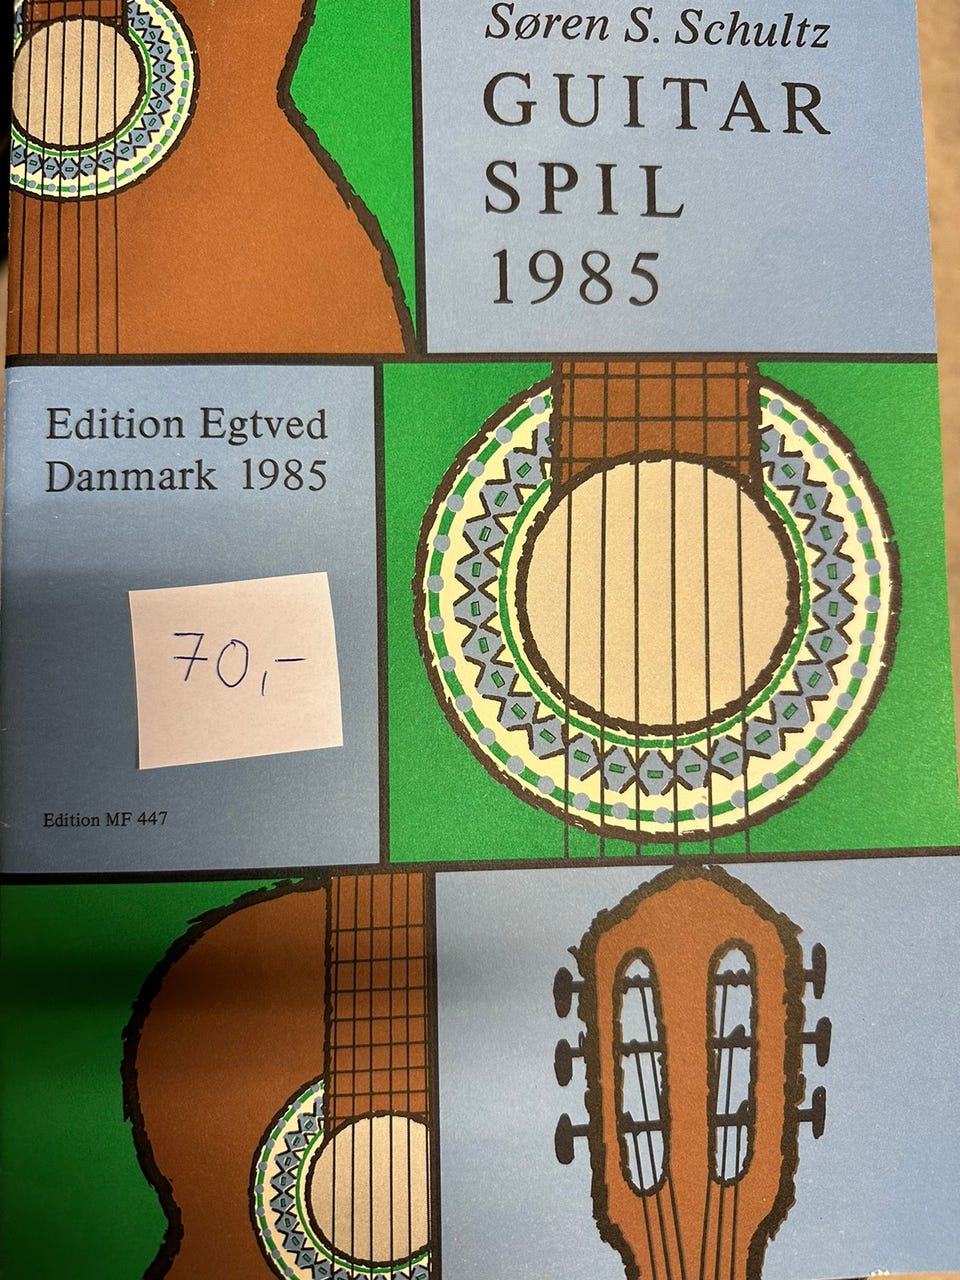 Søren S. Schultz
GUITAR
SPIL
1985
Edition Egtved
Danmark 1985
70,-
Edition MF 447